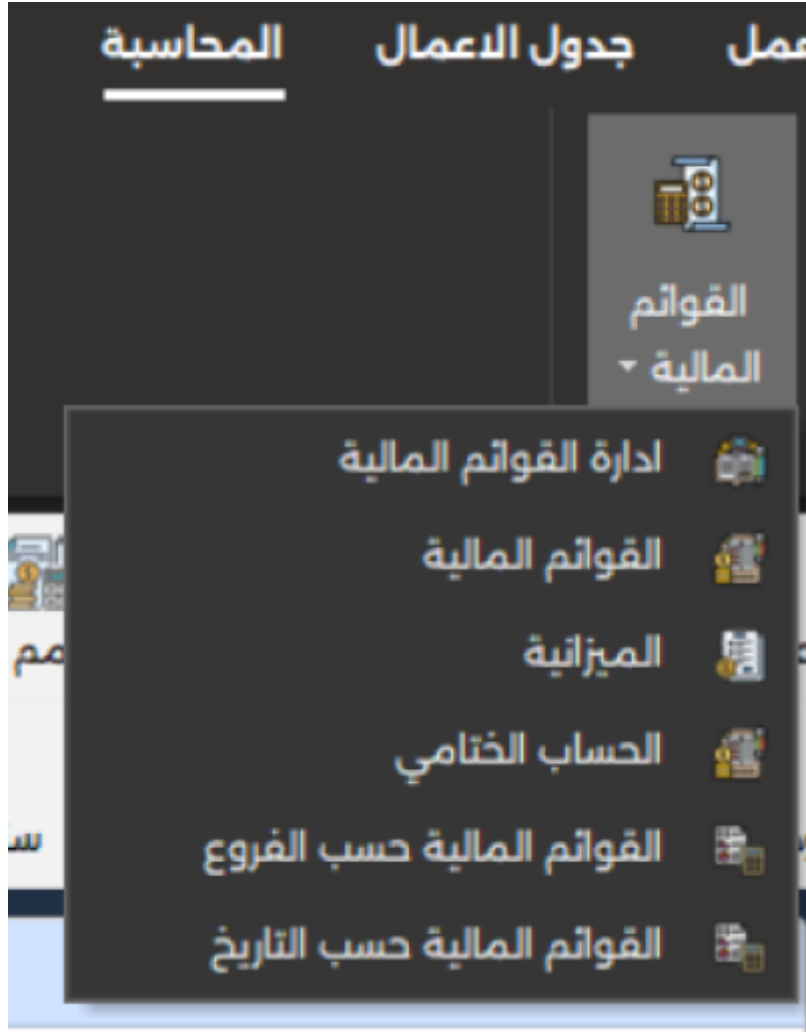 جدول الاعمال
المحاسبة
القوائم
المالية
ادارة القوائم المالية
القوائم المالية
الميزانية
الحساب الختامي
القوائم المالية حسب الفروع
القوائم المالية حسب التاريخ